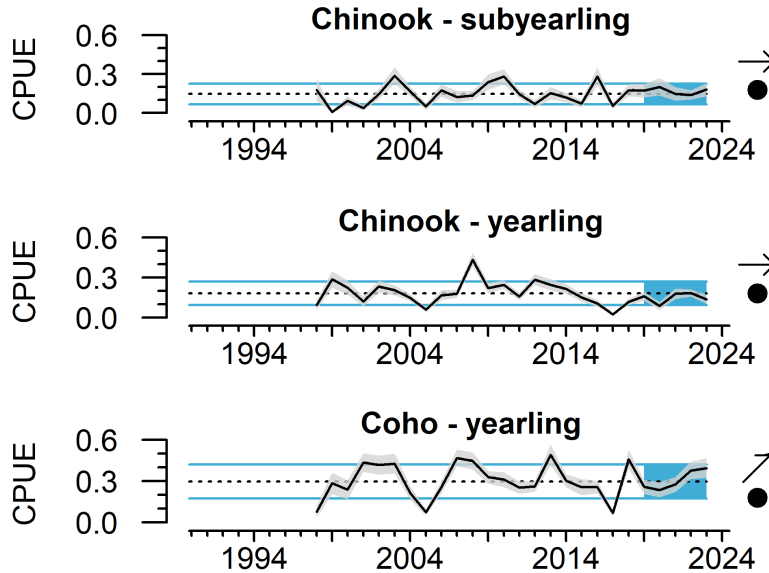 Chinook - subyearling
CPUE
0.6
0.3
0.0
1994 2004 2014 2024
Chinook - yearling
CPUE
0.6
0.3
0.0
1994 2004 2014 2024
Coho - yearling
CPUE
0.6
0.3
0.0
1994 2004 2014 2024